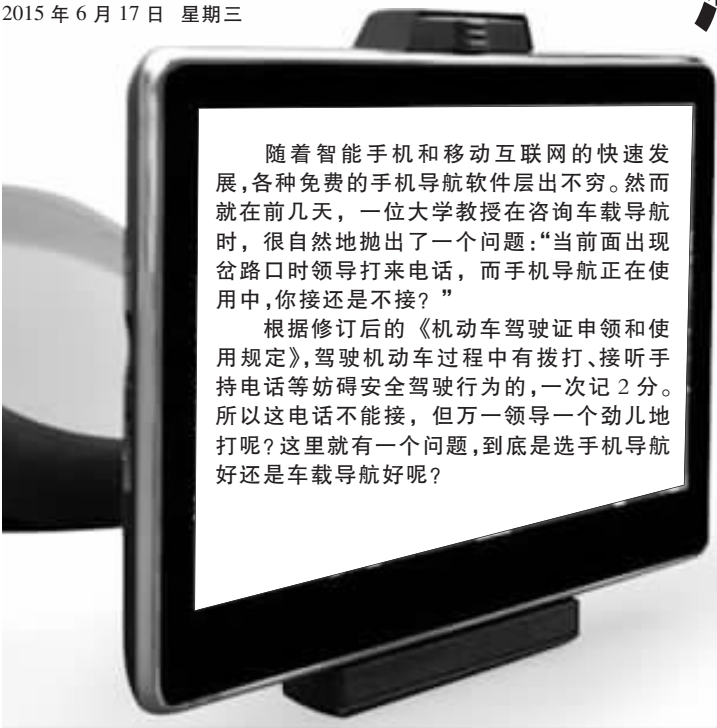 2015 年 6 月 17 日 星期三
随着智能手机和移动互联网的快速发
展,各种免费的手机导航软件层出不穷。然而
就在前几天，一位大学教授在咨询车载导航
时，很自然地抛出了一个问题:“当前面出现
岔路口时领导打来电话，而手机导航正在使
用中,你接还是不接？”
根据修订后的《机动车驾驶证申领和使
用规定》,驾驶机动车过程中有拨打、接听手
持电话等妨碍安全驾驶行为的,一次记 2 分。
所以这电话不能接，但万一领导一个劲儿地
打呢?这里就有一个问题,到底是选手机导航
好还是车载导航好呢?